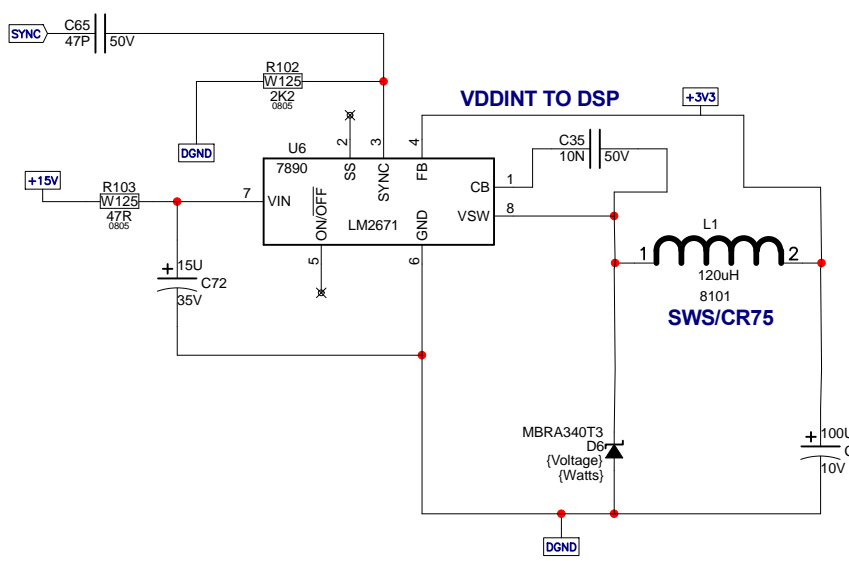 SYNC
C65
47P
50V
R102
W125
2K2
0805
DGND
VDDINT TO DSP
+3V3
C35
10N
50V
U6
7890
2
3
4
SS
SYNC
FB
CB
1
+15V
R103
W125
47R
0805
7
VIN
ON/OFF
LM2671
GND
VSW
8
5
6
+
15U
C72
35V
L1
1
2
120uH
8101
SWS/CR75
MBRA340T3
D6
{Voltage}
{Watts}
+
100U
C
10V
DGND